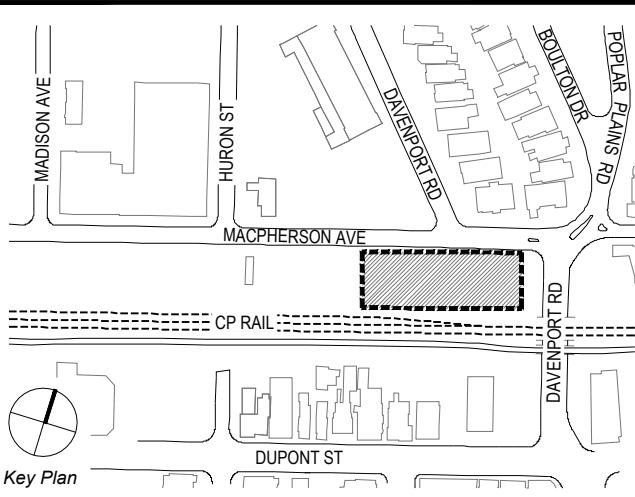 MADISON AVE
HURON ST
DAVENPORT RD
BOULTON DR
POPLAR PLAINS RD
MACPHERSON AVE
CP RAIL
DAVENPORT RD
DUPONT ST
Key Plan